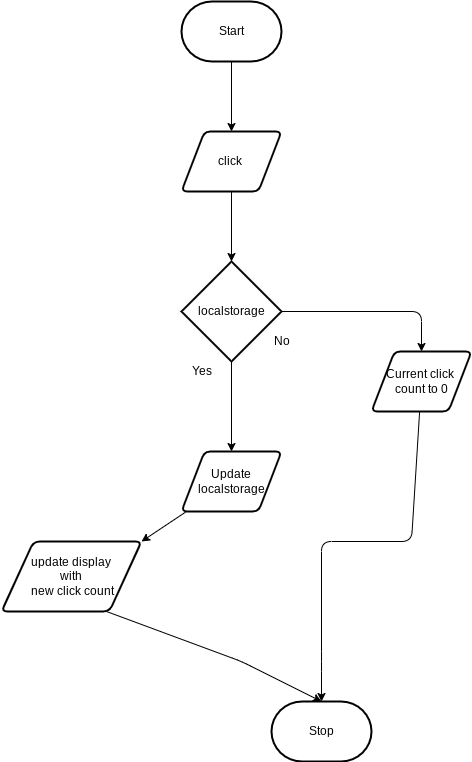 Start
click
localstorage
No
Yes
Current click
count to 0
Update
localstorage
update display
with
new click count
Stop